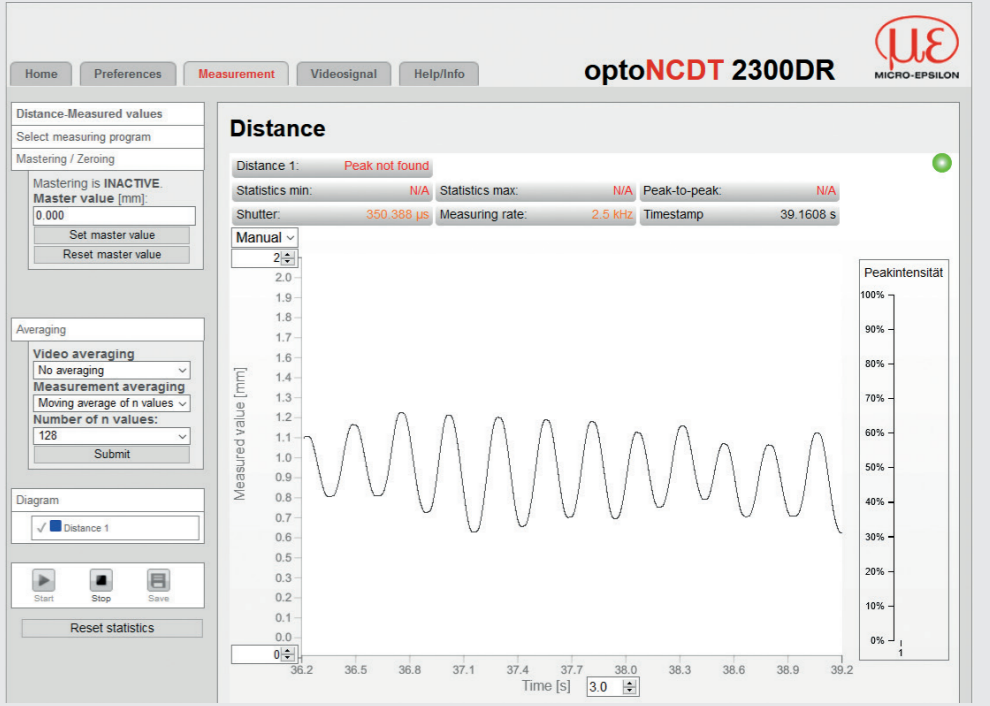 με
MICRO-EPSILON
optoNCDT 2300DR
Home
Preferences
Measurement
Videosignal
Help/Info
Distance-Measured values
Select measuring program
Mastering / Zeroing
Mastering is INACTIVE.
Master value [mm]:
0.000
Set master value
Reset master value
Averaging
Video averaging
No averaging
Measurement averaging
Moving average of n values
Number of n values:
128
Submit
Diagram
✓ Distance 1
Start Stop Save
Reset statistics
Distance
Distance 1: Peak not found
Statistics min: N/A Statistics max: N/A Peak-to-peak: N/A
Shutter: 350.388 µs Measuring rate: 2.5 kHz Timestamp 39.1608 s
Manual
2
2.0
1.9
1.8
1.7
1.6
1.4
1.3
1.2
1.1
1.0
0.9
0.8
0.7
0.6
0.5
0.3
0.2
0.1
0.0
0
Measured value [mm]
36.2 36.5 36.8 37.1 37.4 37.7 38.0 38.3 38.6 38.9 39.2
Time [s] 3.0
Peakintensität
100%
90%
80%
70%
60%
50%
40%
30%
20%
10%
0%
1